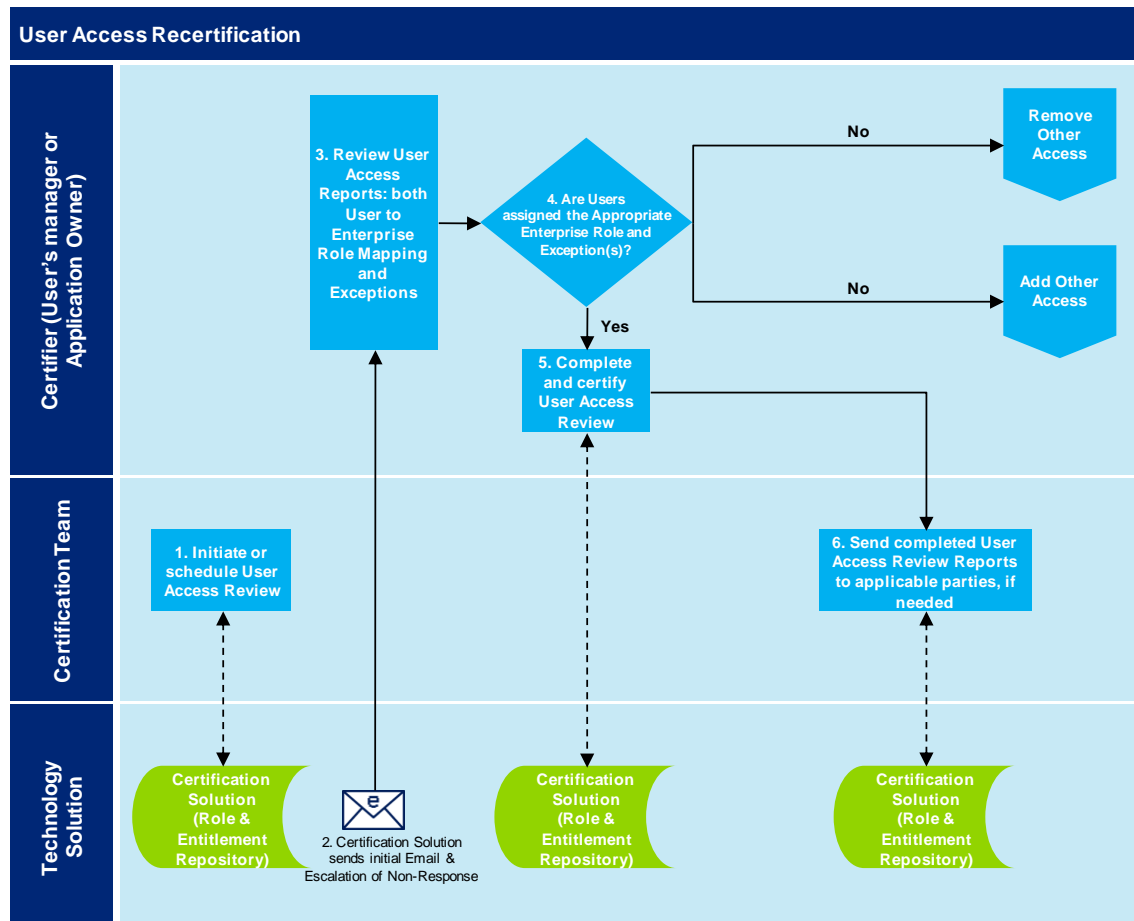 User Access Recertification
Certifier (User's manager or
Application Owner)
3. Review User
Access
Reports: both
User to
Enterprise
Role Mapping
and
Exceptions
4. Are Users
assigned the Appropriate
Enterprise Role and
Exception(s)?
No
Remove
Other
Access
No
Add Other
Access
Yes
5. Complete
and certify
User Access
Review
Certification Team
1. Initiate or
schedule User
Access Review
6. Send completed User
Access Review Reports
to applicable parties, if
needed
Technology
Solution
Certification
Solution
(Role &
Entitlement
Repository)
e
2. Certification Solution
sends initial Email &
Escalation of Non-Response
Certification
Solution
(Role &
Entitlement
Repository)
Certification
Solution
(Role &
Entitlement
Repository)